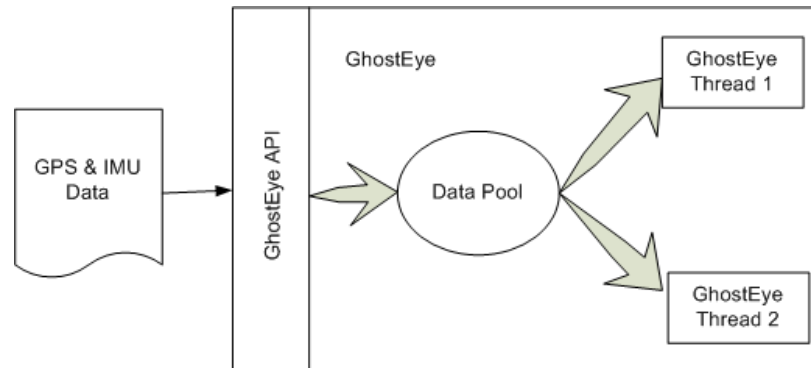 GPS & IMU
Data
GhostEye API
GhostEye
Data Pool
GhostEye
Thread 1
GhostEye
Thread 2